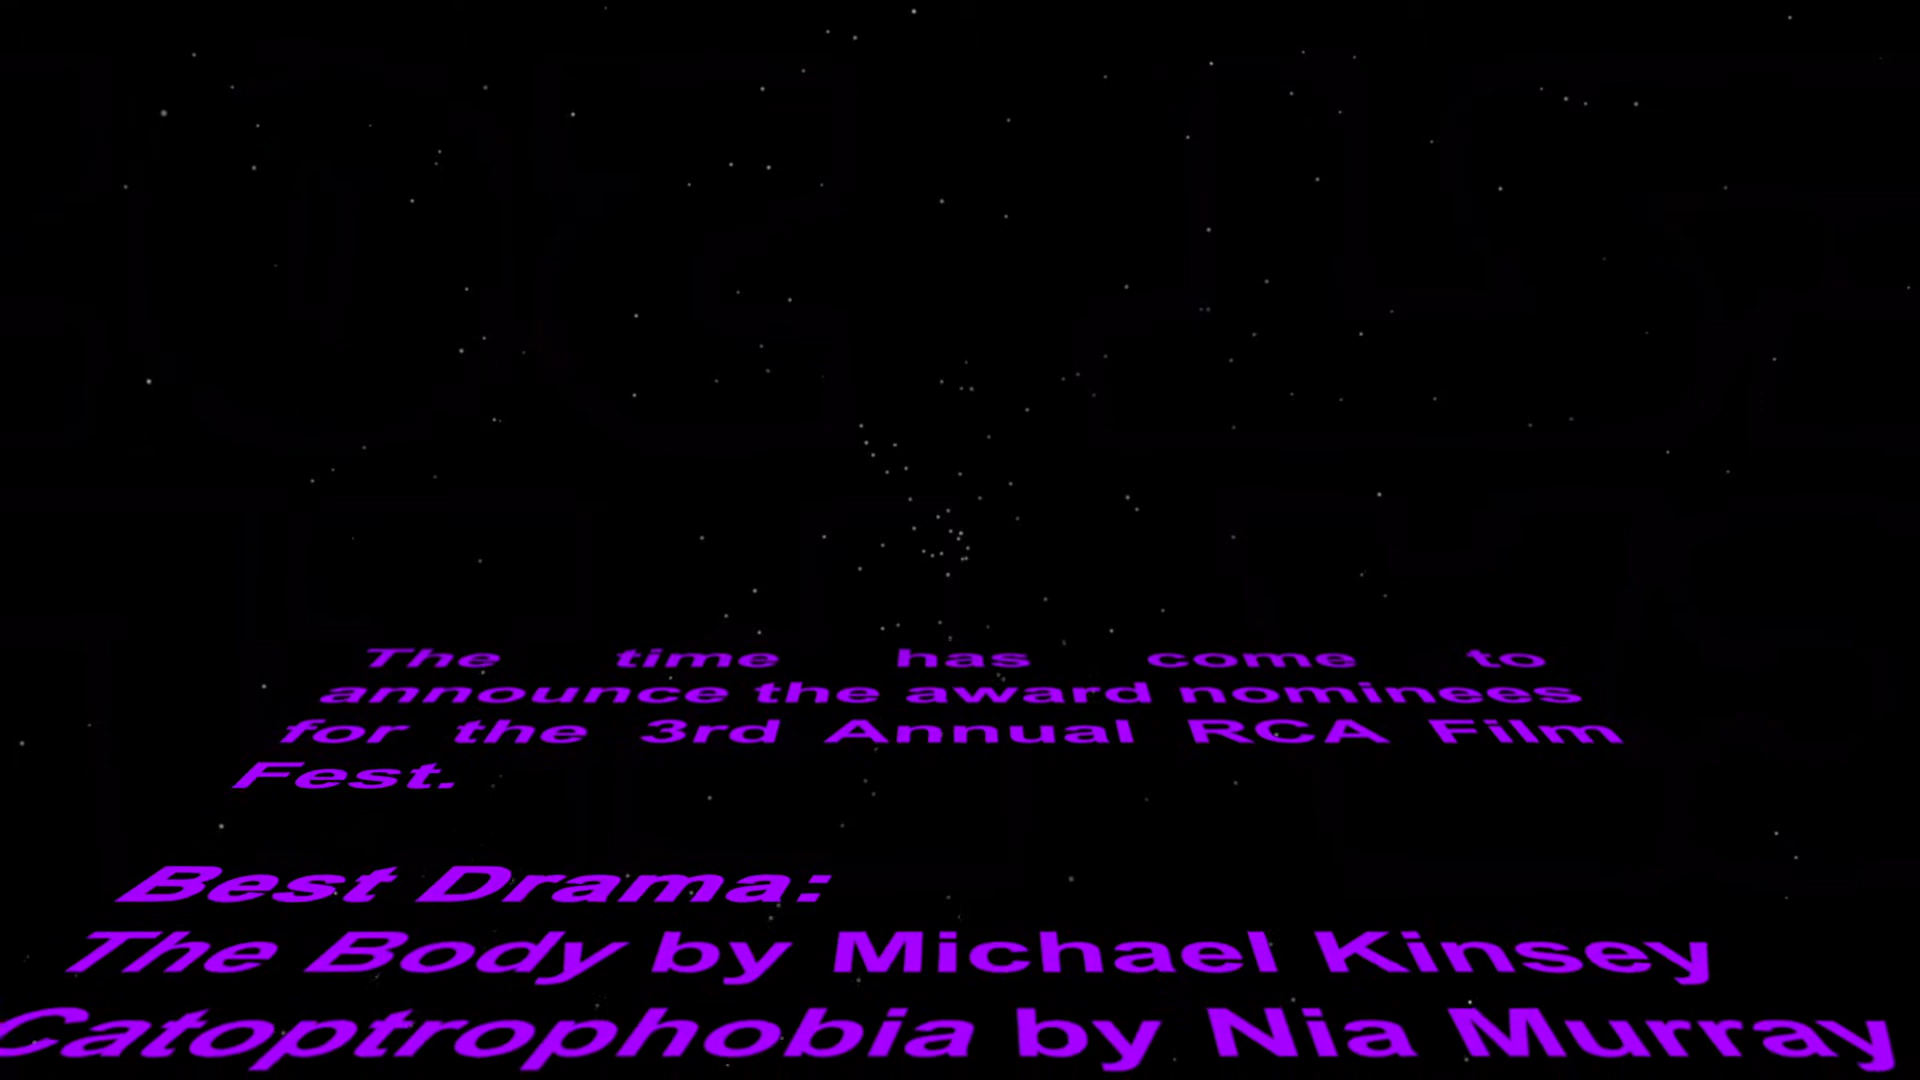 The time has come to
announce the award nominees
for the 3rd Annual RCA Film
Fest.
Best Drama:
The Body by Michael Kinsey
Catoptrophobia by Nia Murray